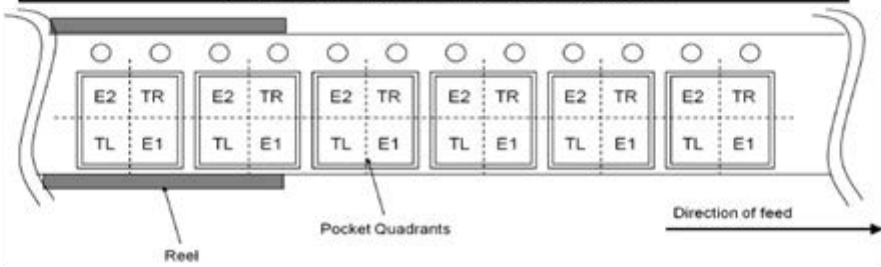 E2 TR E2 TR E2 TR E2 TR E2 TR E2 TR
TL E1 TL E1 TL E1 TL E1 TL E1 TL E1
Direction of feed
Pocket Quadrants
Reel